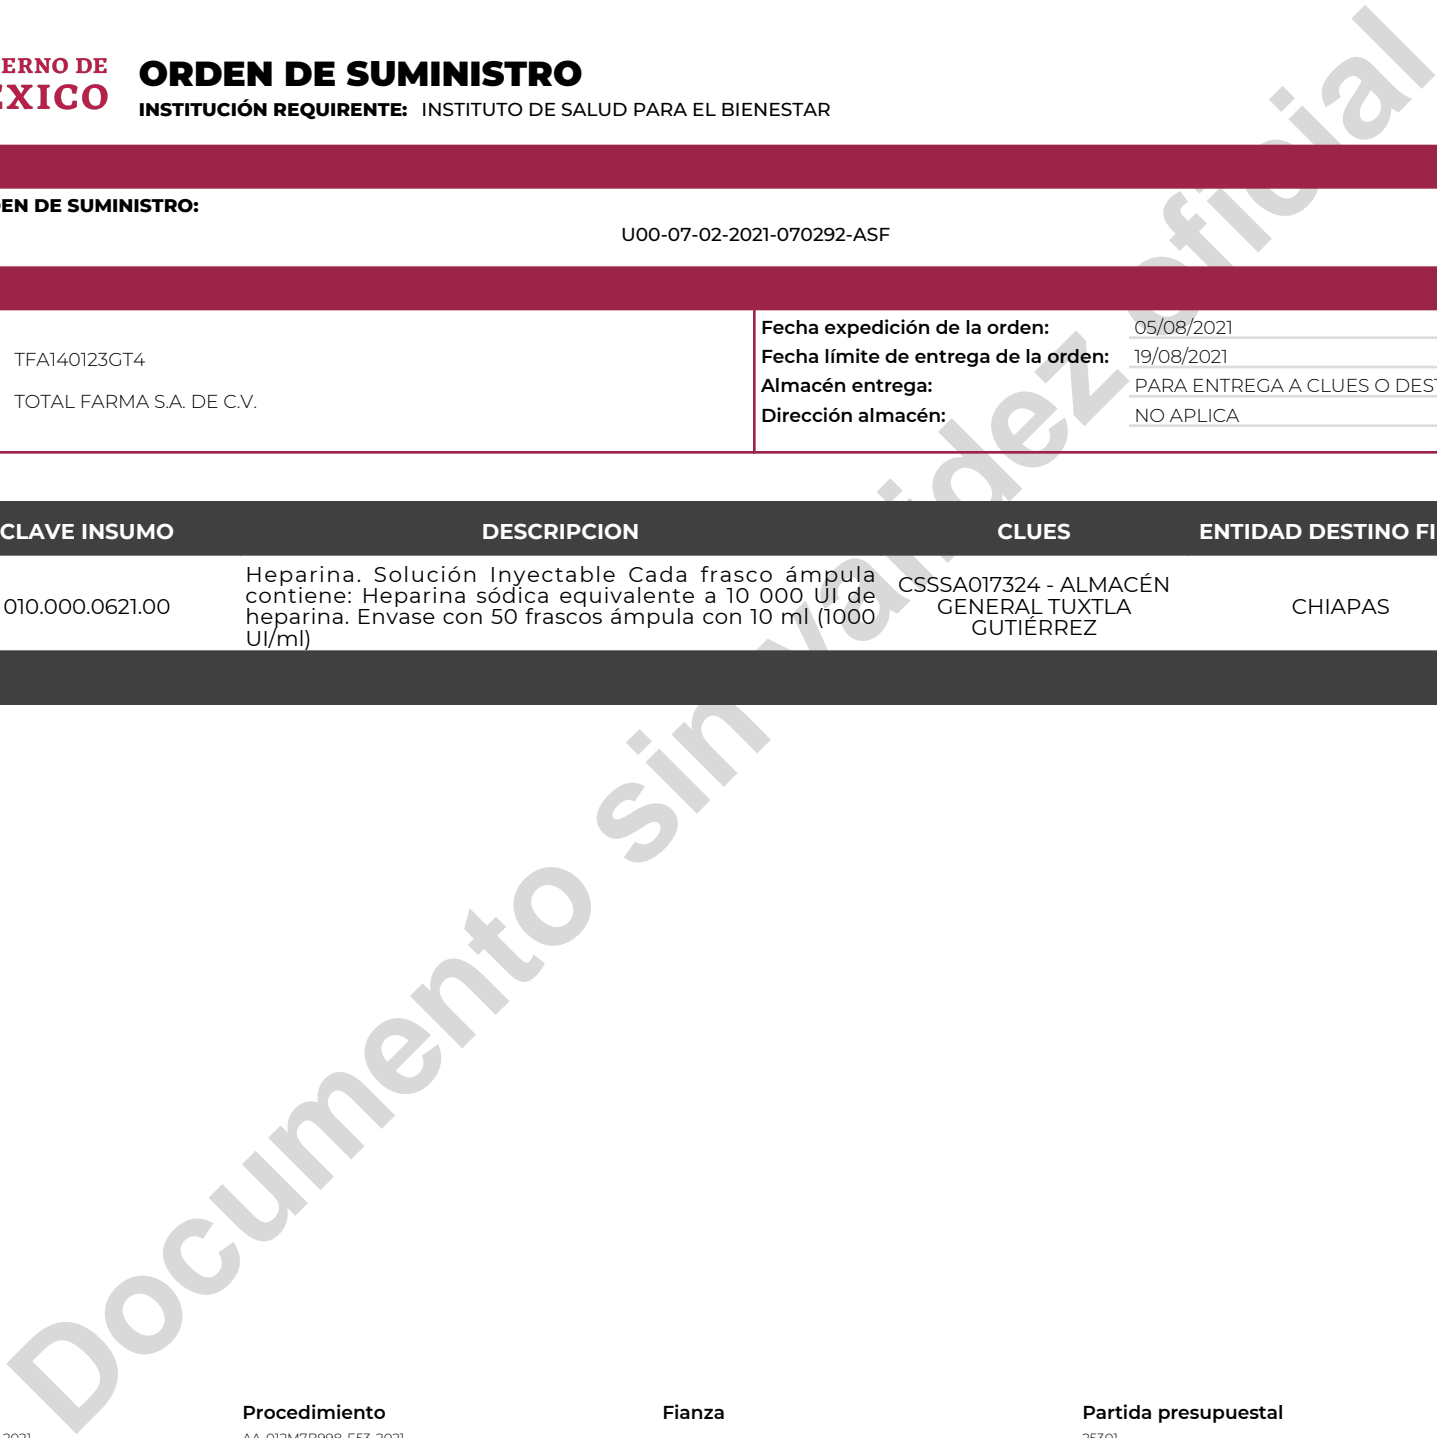 ERNO DE
EXICO
ORDEN DE SUMINISTRO
INSTITUCIÓN REQUIRENTE: INSTITUTO DE SALUD PARA EL BIENESTAR
EN DE SUMINISTRO:
U00-07-02-2021-070292-ASF
TFA140123GT4
TOTAL FARMA S.A. DE C.V.
Fecha expedición de la orden: 05/08/2021
Fecha límite de entrega de la orden: 19/08/2021
Almacén entrega: PARA ENTREGA A CLUES O DEST
Dirección almacén: NO APLICA
CLAVE INSUMO DESCRIPCION CLUES ENTIDAD DESTINO FI
010.000.0621.00
Heparina. Solución Inyectable Cada frasco ámpula
contiene: Heparina sódica equivalente a 10 000 UI de
heparina. Envase con 50 frascos ámpula con 10 ml (1000
UI/ml)
CSSSA017324 - ALMACÉN
GENERAL TUXTLA
GUTIÉRREZ
CHIAPAS
Documento sin validez oficial
Procedimiento Fianza Partida presupuestal